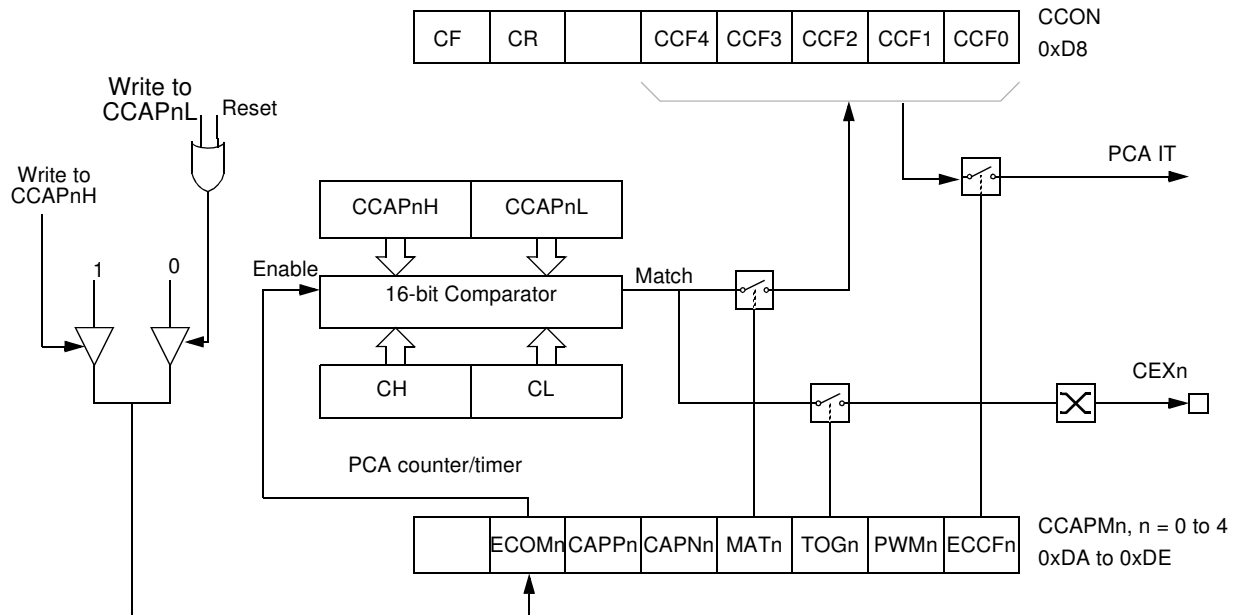 CF CR CCF4 CCF3 CCF2 CCF1 CCF0
CCON
0xD8
Write to
CCAPnL
Reset
Write to
CCAPnH
PCA IT
CCAPnH CCAPnL
1 0
Enable
16-bit Comparator
Match
CH CL
CEXn
PCA counter/timer
ECOMn CAPPn CAPNn MATn TOGn PWMn ECCFn
CCAPMn, n = 0 to 4
0xDA to 0xDE